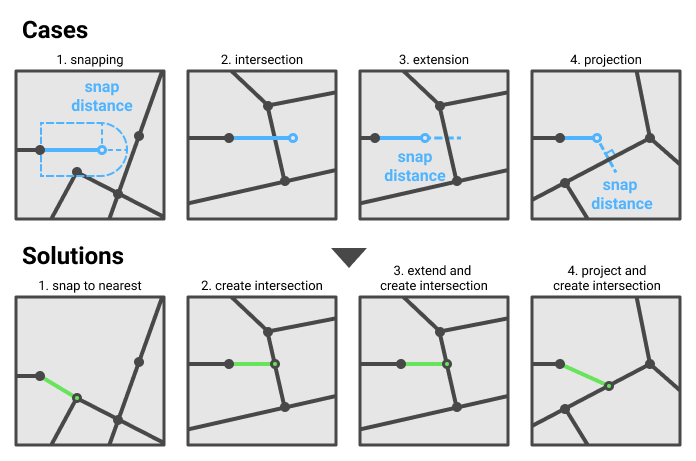 Cases
1. snapping
2. intersection
3. extension
4. projection
snap
distance
snap
distance
snap
distance
Solutions
1. snap to nearest
2. create intersection
3. extend and
create intersection
4. project and
create intersection